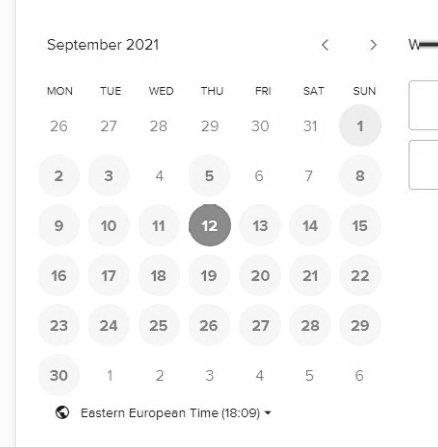 September 2021
MON TUE WED THU FRI SAT SUN
26 27 28 29 30 31 1
2 3 4 5 6 7 8
9 10 11 12 13 14 15
16 17 18 19 20 21 22
23 24 25 26 27 28 29
30 1 2 3 4 5 6
Eastern European Time (18:09)